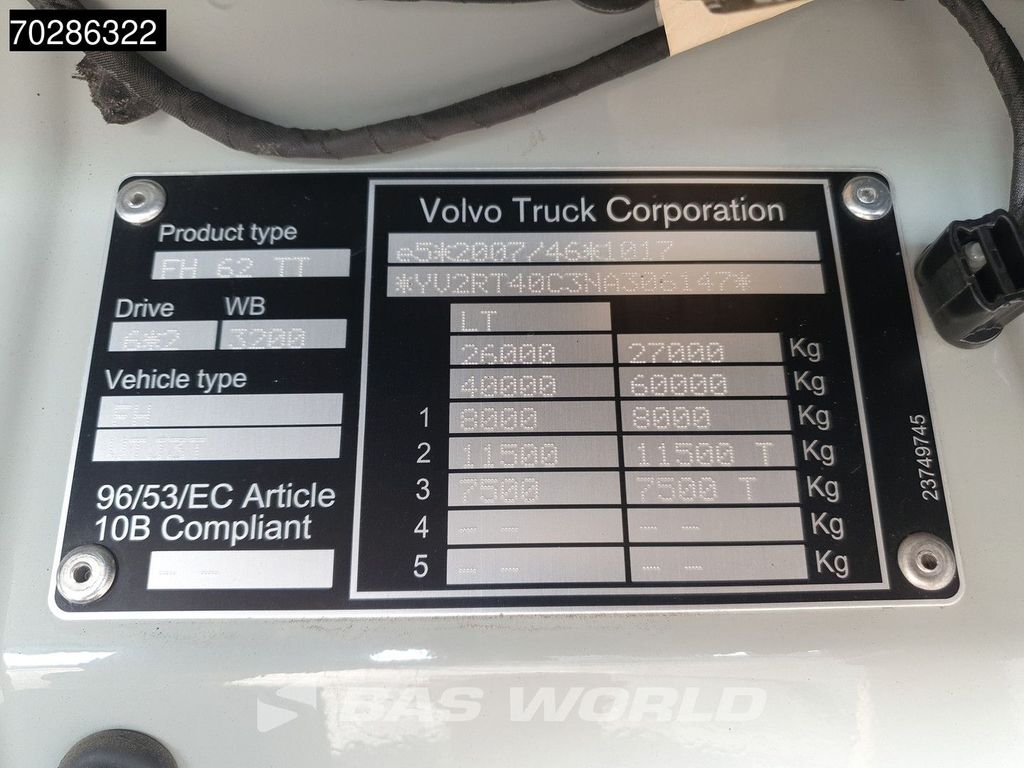 70286322
Volvo Truck Corporation
Product type
FH 62 TT
e5*2007/46*1017
*YV2RT40C3NA306147*
Drive WB
6*2 3200
LT
26000 27000 Kg
40000 60000 Kg
Vehicle type
FH
1 8000 8000 Kg
2 11500 11500 T Kg
3 7500 7500 T Kg
96/53/EC Article
10B Compliant
4 -- -- -- -- Kg
5 -- -- -- -- Kg
-- --
23749745
BAS WORLD